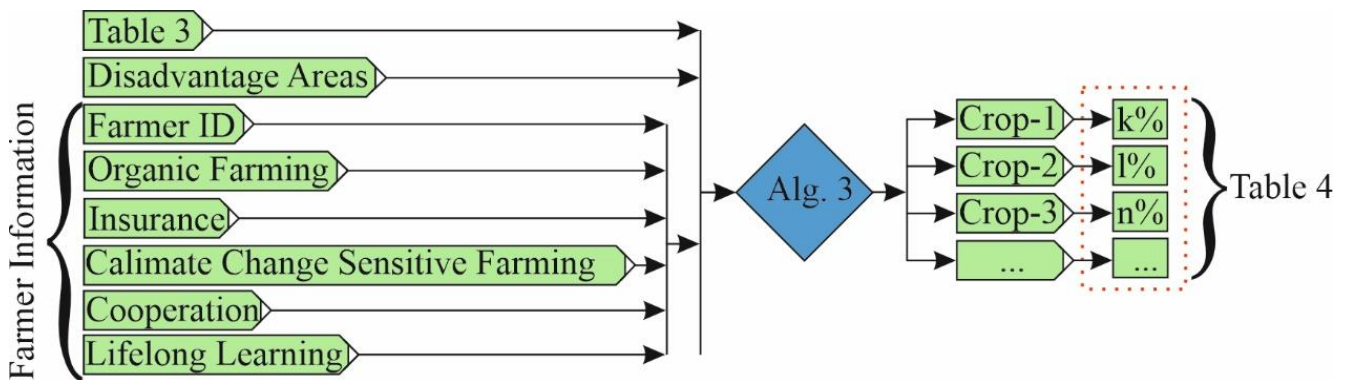 Table 3
Disadvantage Areas
Farmer Information
Farmer ID
Organic Farming
Insurance
Calimate Change Sensitive Farming
Cooperation
Lifelong Learning
Alg. 3
Crop-1
k%
Crop-2
l%
Crop-3
n%
...
...
Table 4